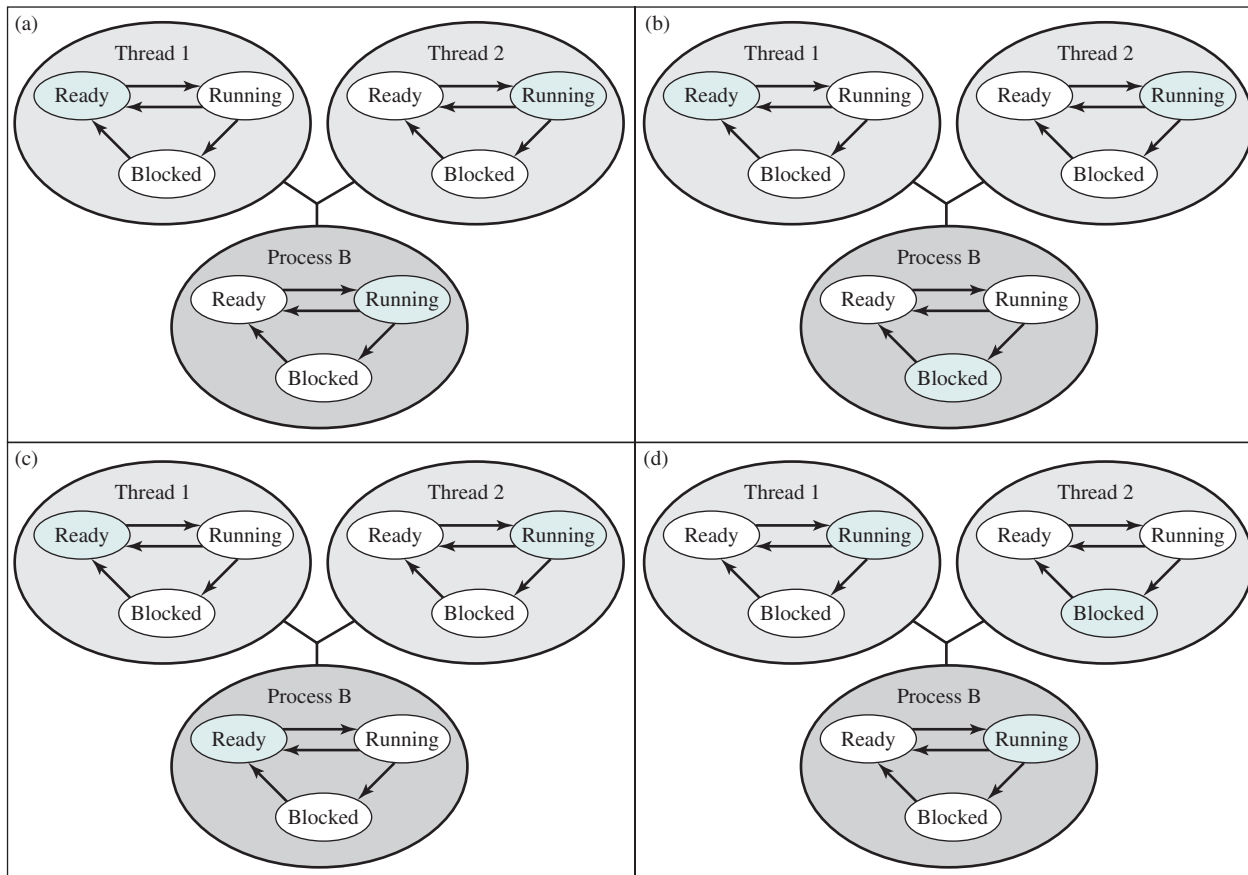 (a)
Thread 1
Ready
Running
Blocked
Thread 2
Ready
Running
Blocked
Process B
Ready
Running
Blocked
(b)
Thread 1
Ready
Running
Blocked
Thread 2
Ready
Running
Blocked
Process B
Ready
Running
Blocked
(c)
Thread 1
Ready
Running
Blocked
Thread 2
Ready
Running
Blocked
Process B
Ready
Running
Blocked
(d)
Thread 1
Ready
Running
Blocked
Thread 2
Ready
Running
Blocked
Process B
Ready
Running
Blocked